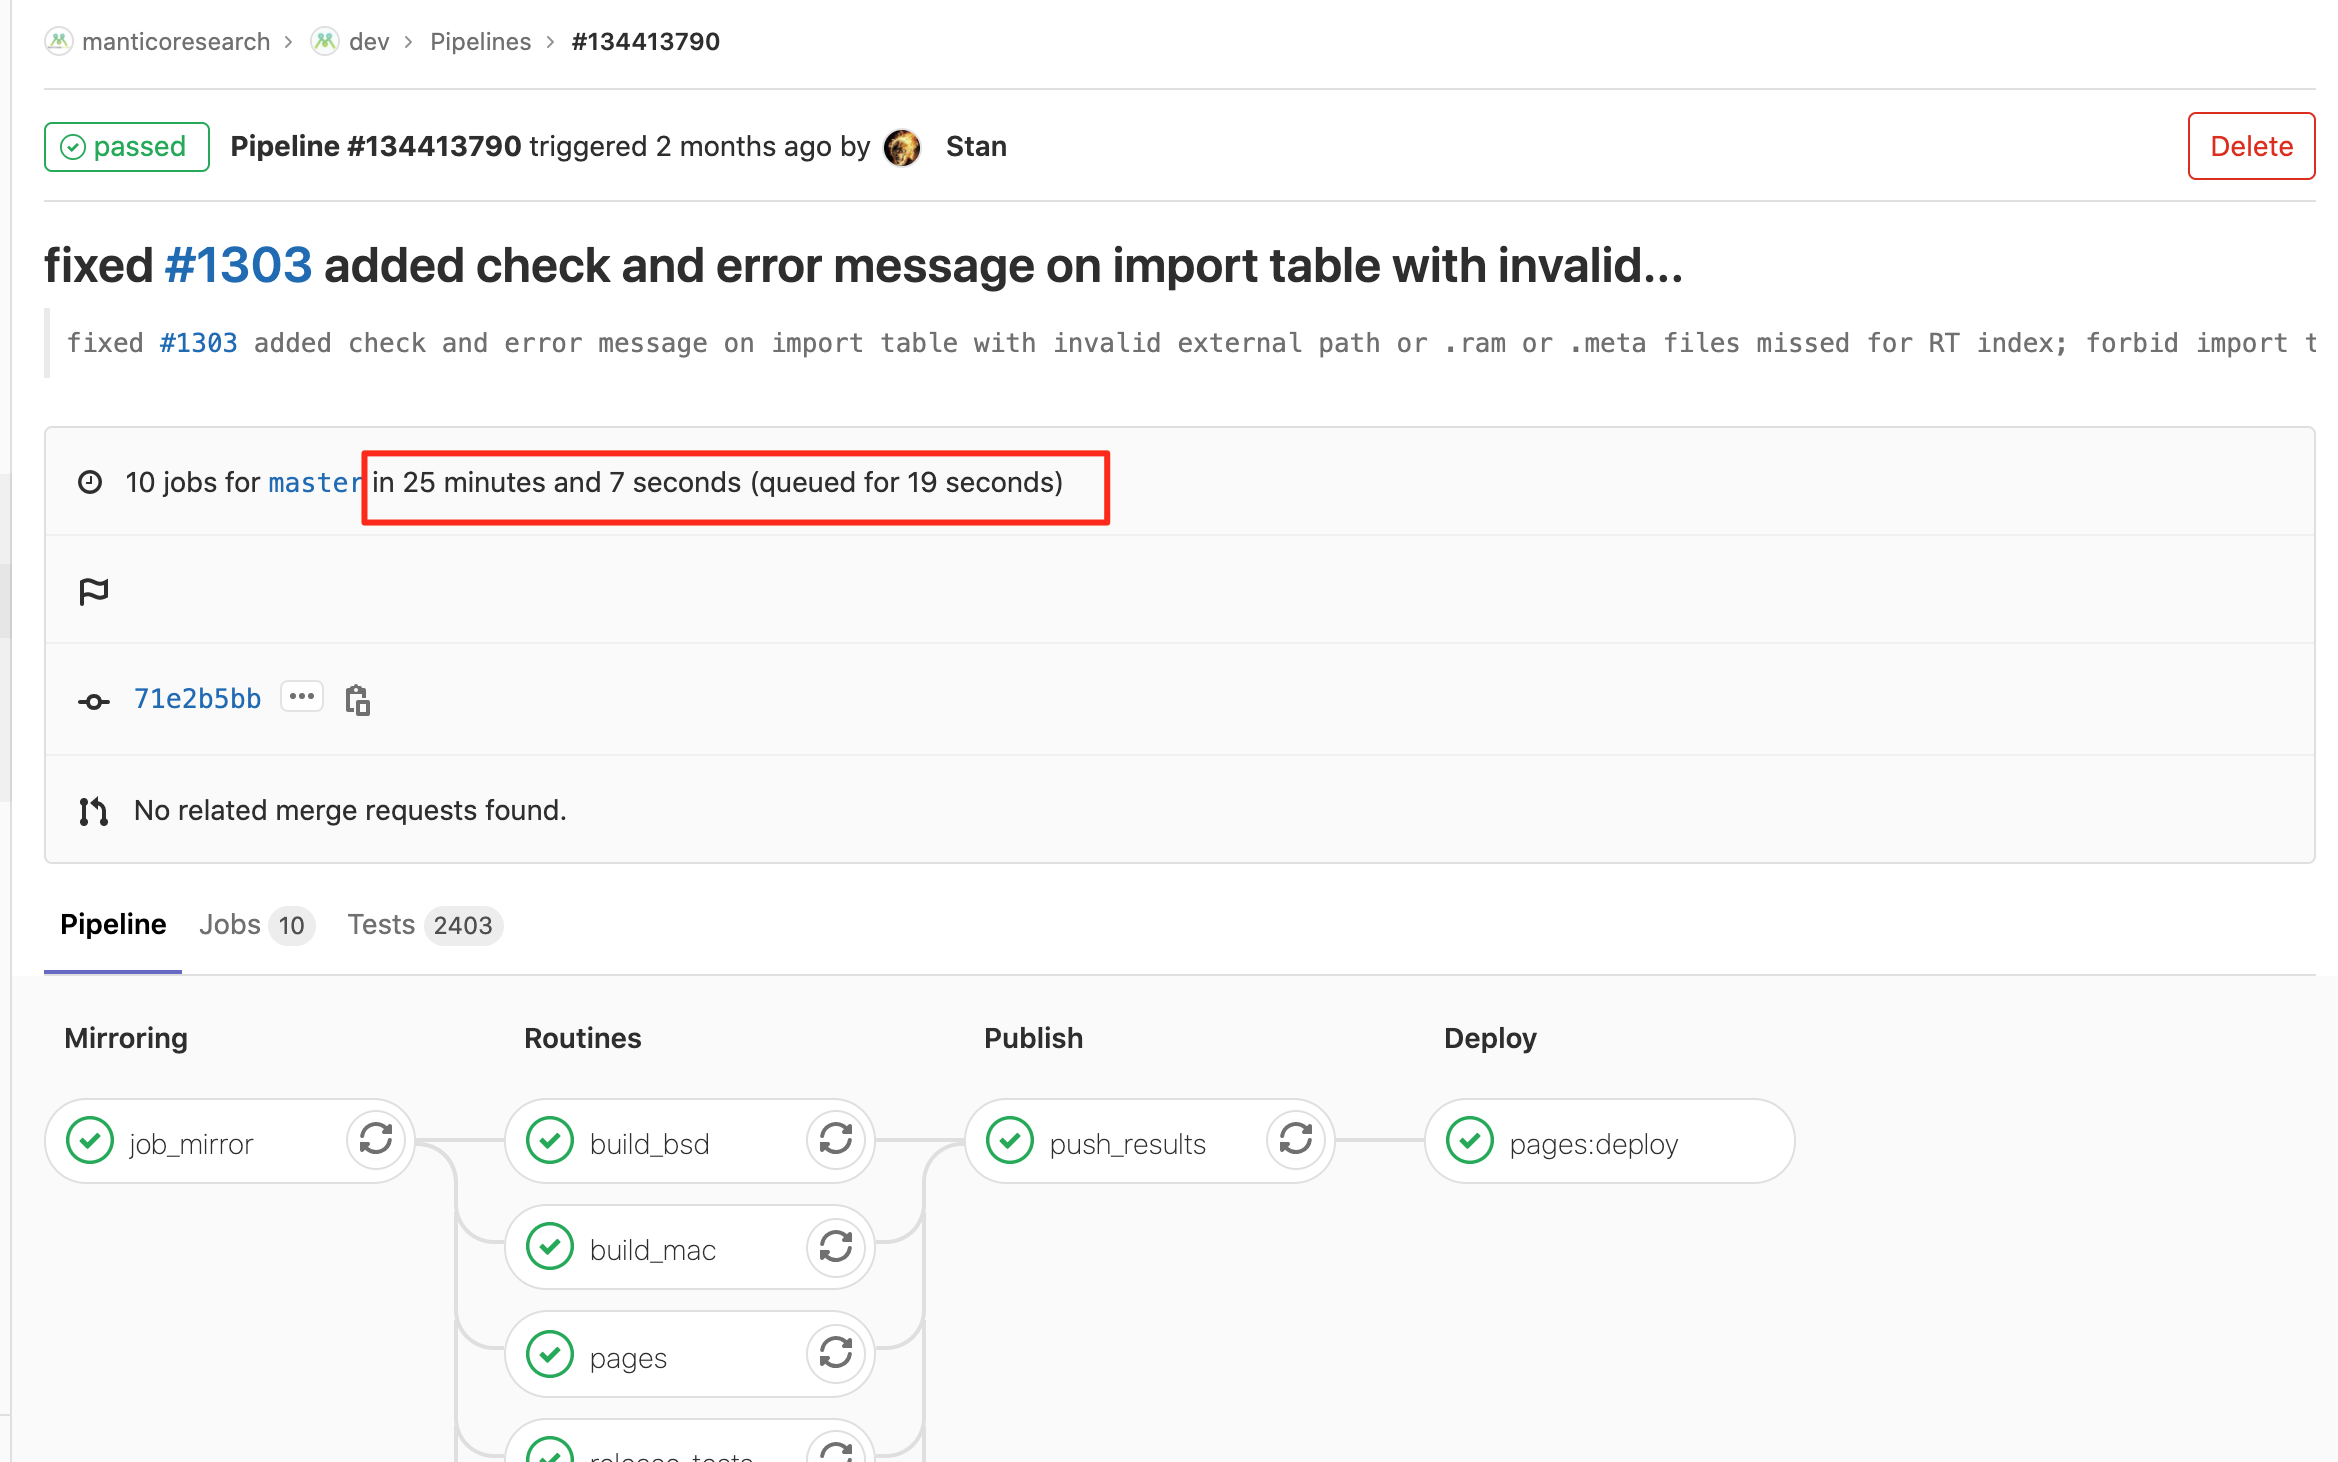 manticoresearch > dev > Pipelines > #134413790
passed Pipeline #134413790 triggered 2 months ago by Stan Delete
fixed #1303 added check and error message on import table with invalid...
fixed #1303 added check and error message on import table with invalid external path or .ram or .meta files missed for RT index; forbid import t
10 jobs for master in 25 minutes and 7 seconds (queued for 19 seconds)
71e2b5bb ...
No related merge requests found.
Pipeline Jobs 10 Tests 2403
Mirroring Routines Publish Deploy
job_mirror build_bsd push_results pages:deploy
build_mac
pages
release_tests